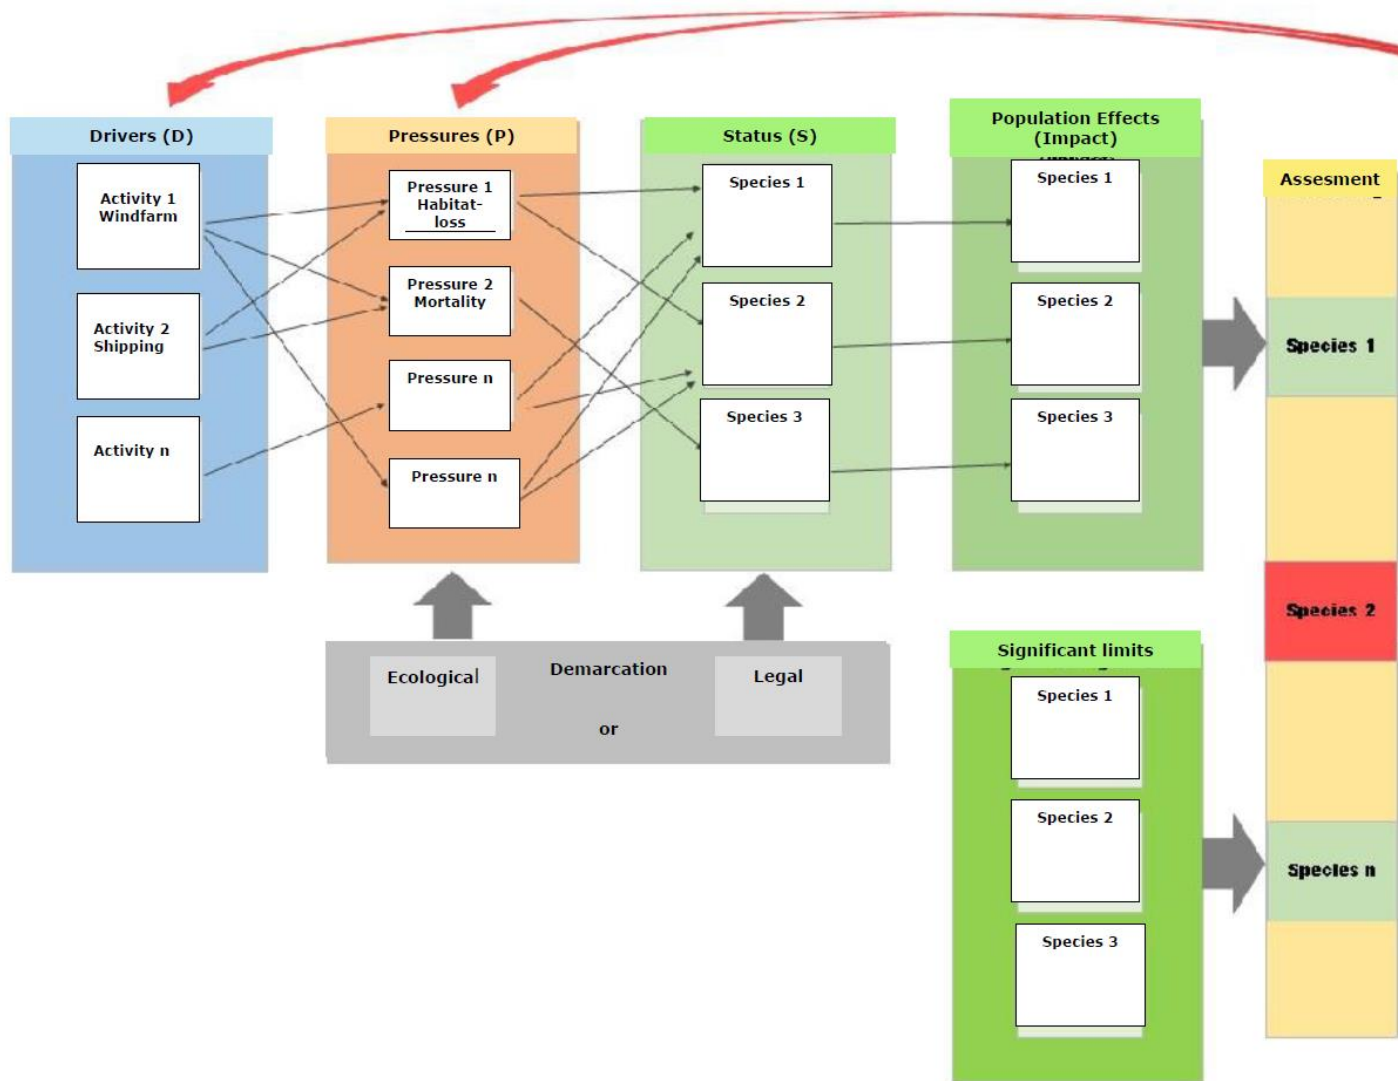 Drivers (D)
Activity 1
Windfarm
Activity 2
Shipping
Activity n
Pressures (P)
Pressure 1
Habitat-
loss
Pressure 2
Mortality
Pressure n
Pressure n
Status (S)
Species 1
Species 2
Species 3
Population Effects
(Impact)
Species 1
Species 2
Species 3
Assesment
Species 1
Species 2
Species n
Ecological
Demarcation
or
Legal
Significant limits
Species 1
Species 2
Species 3